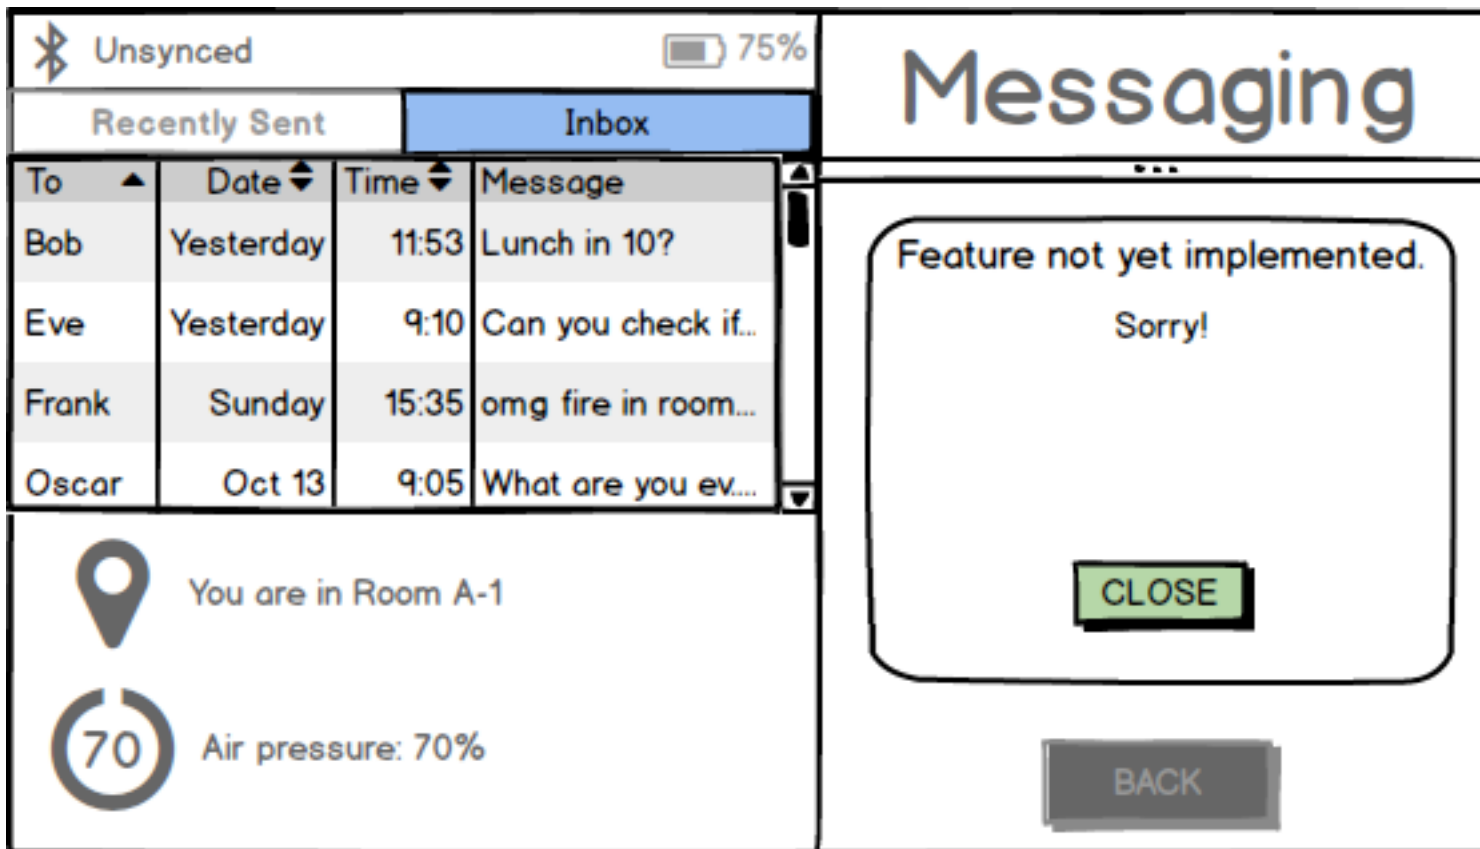 Unsynced 75%
Recently Sent Inbox
To Date Time Message
Bob Yesterday 11:53 Lunch in 10?
Eve Yesterday 9:10 Can you check if...
Frank Sunday 15:35 omg fire in room...
Oscar Oct 13 9:05 What are you ev....
You are in Room A-1
70 Air pressure: 70%
Messaging
Feature not yet implemented.
Sorry!
CLOSE
BACK